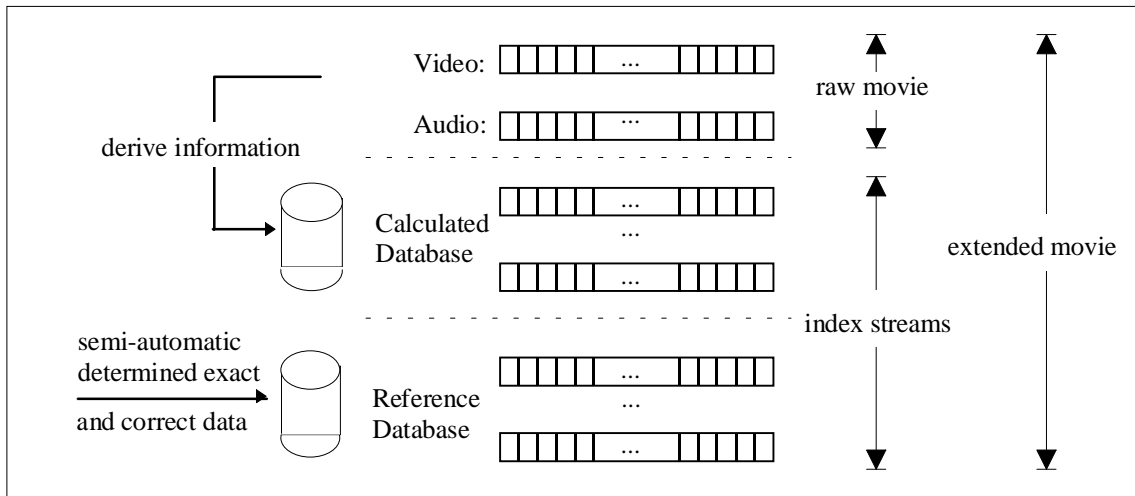 Video:
...
raw movie
Audio:
...
derive information
...
Calculated
Database
...
extended movie
...
index streams
semi-automatic
determined exact
and correct data
...
Reference
Database
...
...